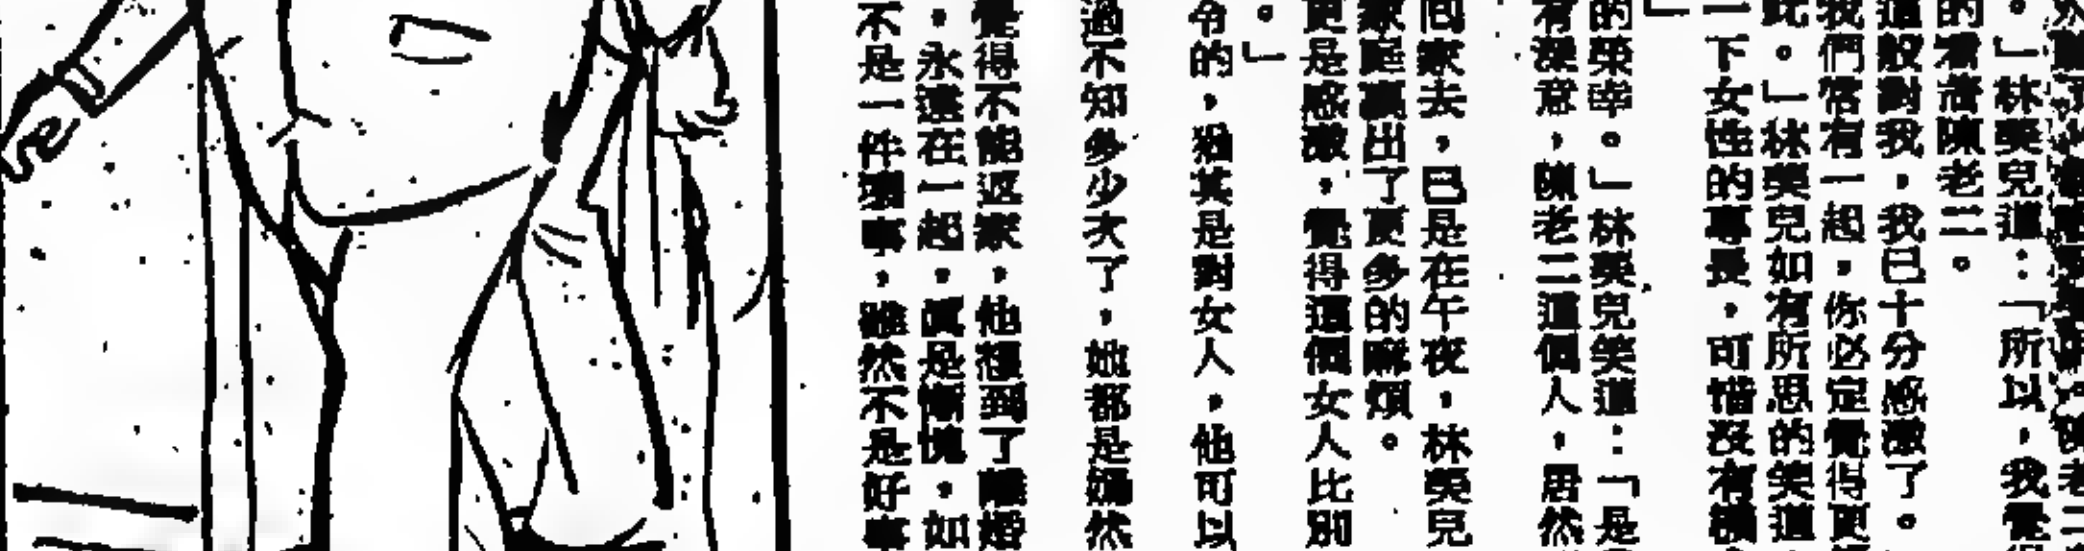 。」林美兒道：「所以，我覺得
的看着陳老二。
這般對我，我已十分感激了。
我們常有一起，你必定覺得更
此。」林美兒如有所思的笑道
一下女性的專長，可惜沒有機
」
的榮幸。」林美兒笑道：「是
有深意，陳老二這個人，居然
回家去，已是在午夜，林美兒
家庭裏出了更多的麻煩。
更是感激，覺得這個女人比別
。」
令的，猶其是對女人，他可以
過不知多少次了，她都是偶然
覺得不能返家，他想到了離婚
，永遠在一起，眞是慚愧。如
不是一件壞事，雖然不是好事